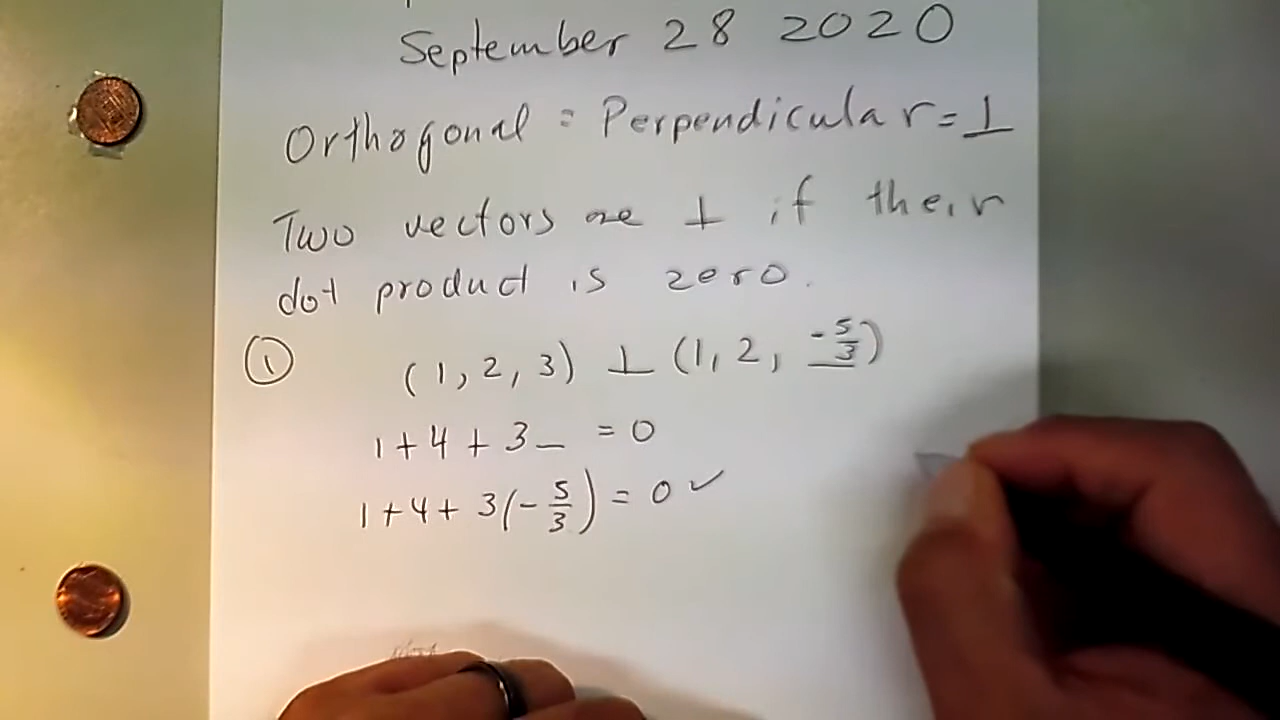 September 28 2020
Orthogonal = Perpendicular = ⊥
Two vectors are ⊥ if their
dot product is zero.
① (1, 2, 3) ⊥ (1, 2, -5/3)
1 + 4 + 3_ = 0
1 + 4 + 3(-5/3) = 0 ✓